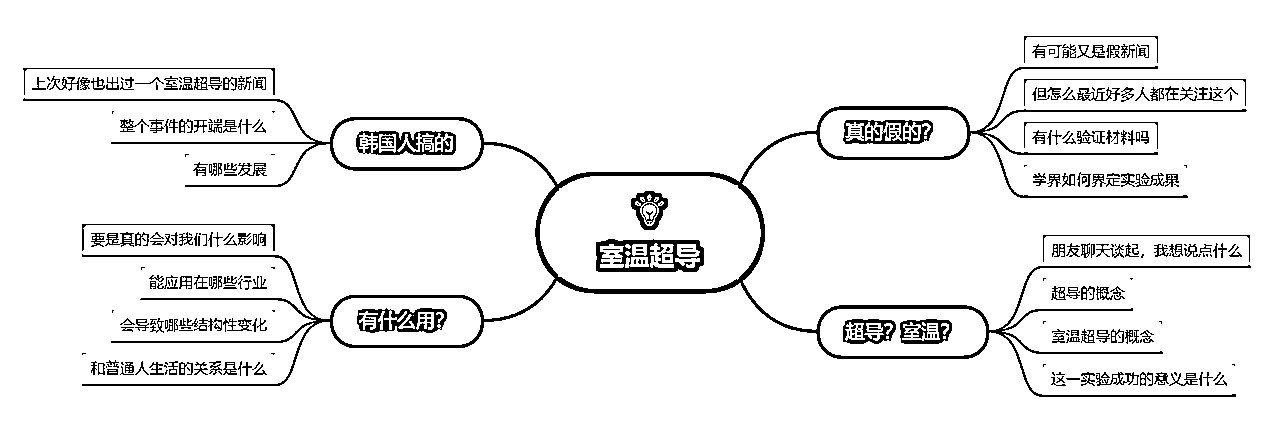 室温超导
真的假的？
有可能又是假新闻
但怎么最近好多人都在关注这个
有什么验证材料吗
学界如何界定实验成果
超导？室温？
朋友聊天谈起，我想说点什么
超导的概念
室温超导的概念
这一实验成功的意义是什么
韩国人搞的
上次好像也出过一个室温超导的新闻
整个事件的开端是什么
有哪些发展
有什么用？
要是真的会对我们什么影响
能应用在哪些行业
会导致哪些结构性变化
和普通人生活的关系是什么